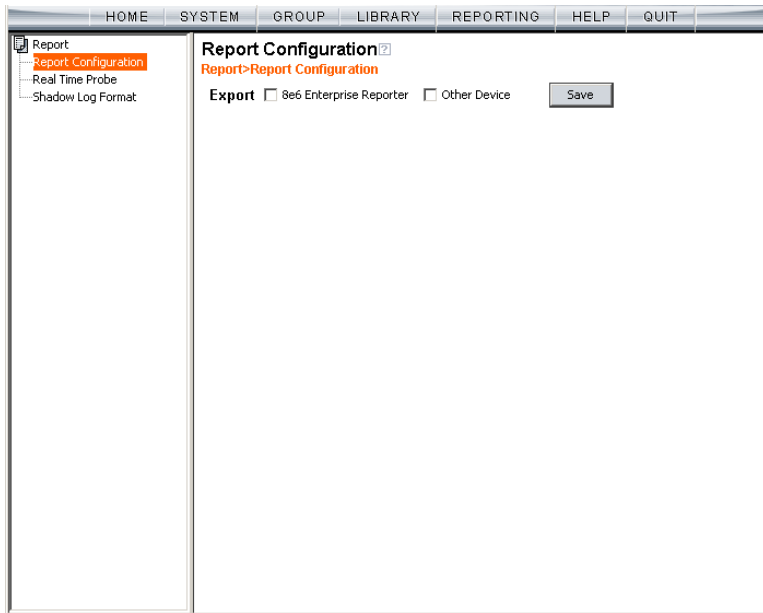 HOME SYSTEM GROUP LIBRARY REPORTING HELP QUIT
Report
Report Configuration
Real Time Probe
Shadow Log Format
Report Configuration?
Report>Report Configuration
Export 8e6 Enterprise Reporter Other Device Save